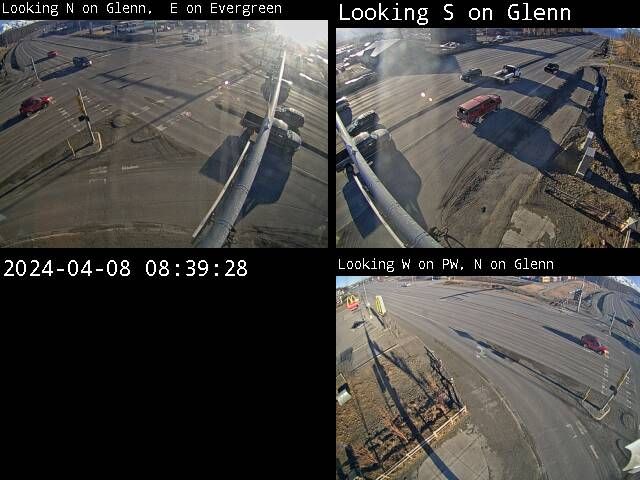 Looking N on Glenn,  E on Evergreen
Looking S on Glenn
2024-04-08 08:39:28
Looking W on PW, N on Glenn